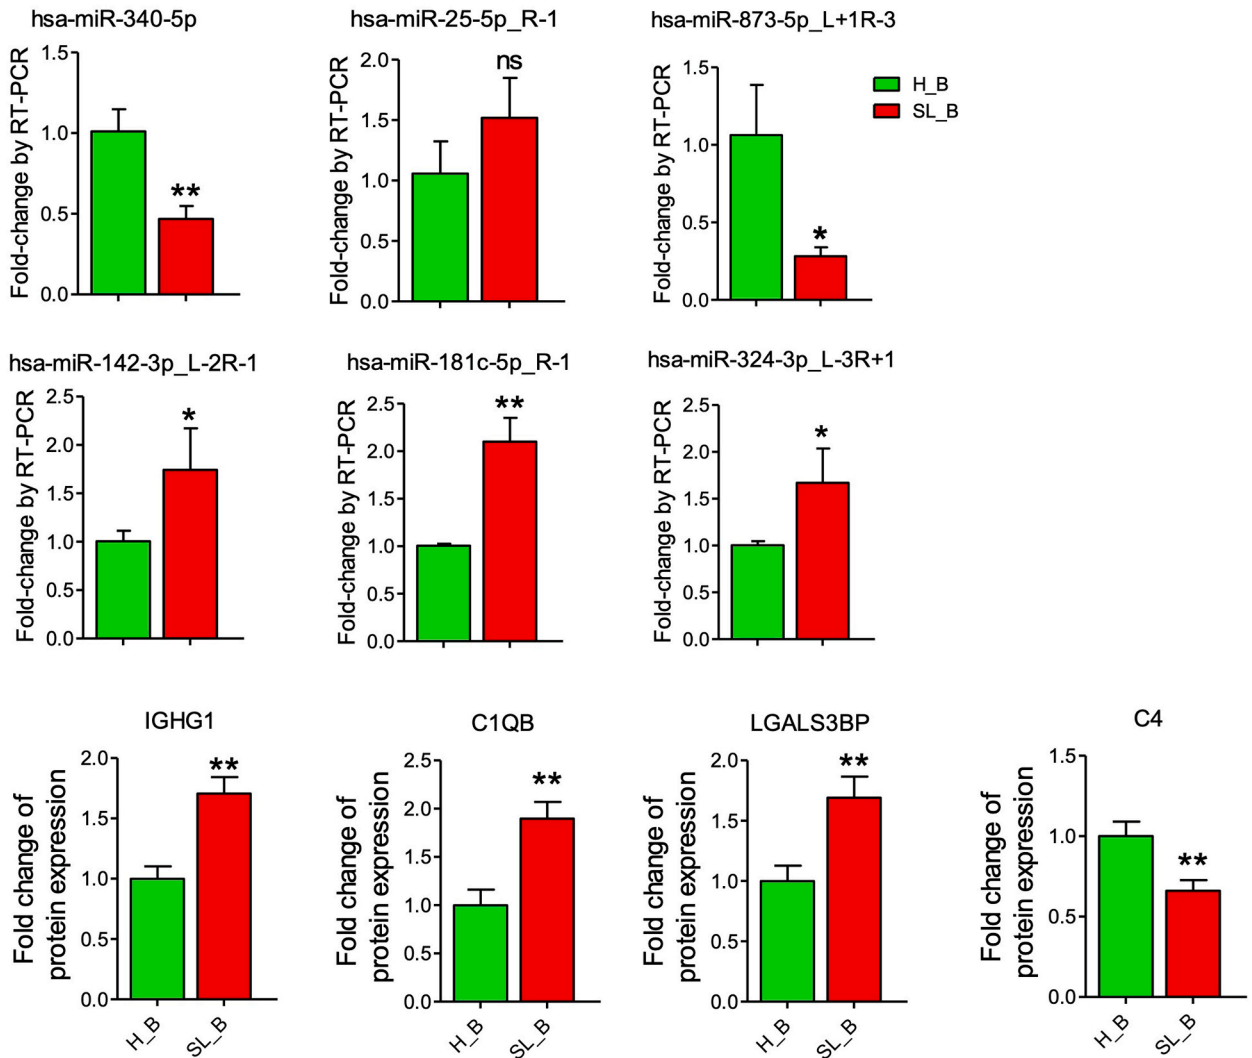 hsa-miR-340-5p
Fold-change by RT-PCR
1.5
1.0
0.5
0.0
**
hsa-miR-25-5p_R-1
Fold-change by RT-PCR
2.0
1.5
1.0
0.5
0.0
ns
hsa-miR-873-5p_L+1R-3
Fold-change by RT-PCR
1.5
1.0
0.5
0.0
*
H_B
SL_B
hsa-miR-142-3p_L-2R-1
Fold-change by RT-PCR
2.5
2.0
1.5
1.0
0.5
0.0
*
hsa-miR-181c-5p_R-1
Fold-change by RT-PCR
2.5
2.0
1.5
1.0
0.5
0.0
**
hsa-miR-324-3p_L-3R+1
Fold-change by RT-PCR
2.5
2.0
1.5
1.0
0.5
0.0
*
IGHG1
Fold change of
protein expression
2.0
1.5
1.0
0.5
0.0
**
H_B
SL_B
C1QB
Fold change of
protein expression
2.5
2.0
1.5
1.0
0.5
0.0
**
H_B
SL_B
LGALS3BP
Fold change of
protein expression
2.0
1.5
1.0
0.5
0.0
**
H_B
SL_B
C4
Fold change of
protein expression
1.5
1.0
0.5
0.0
**
H_B
SL_B